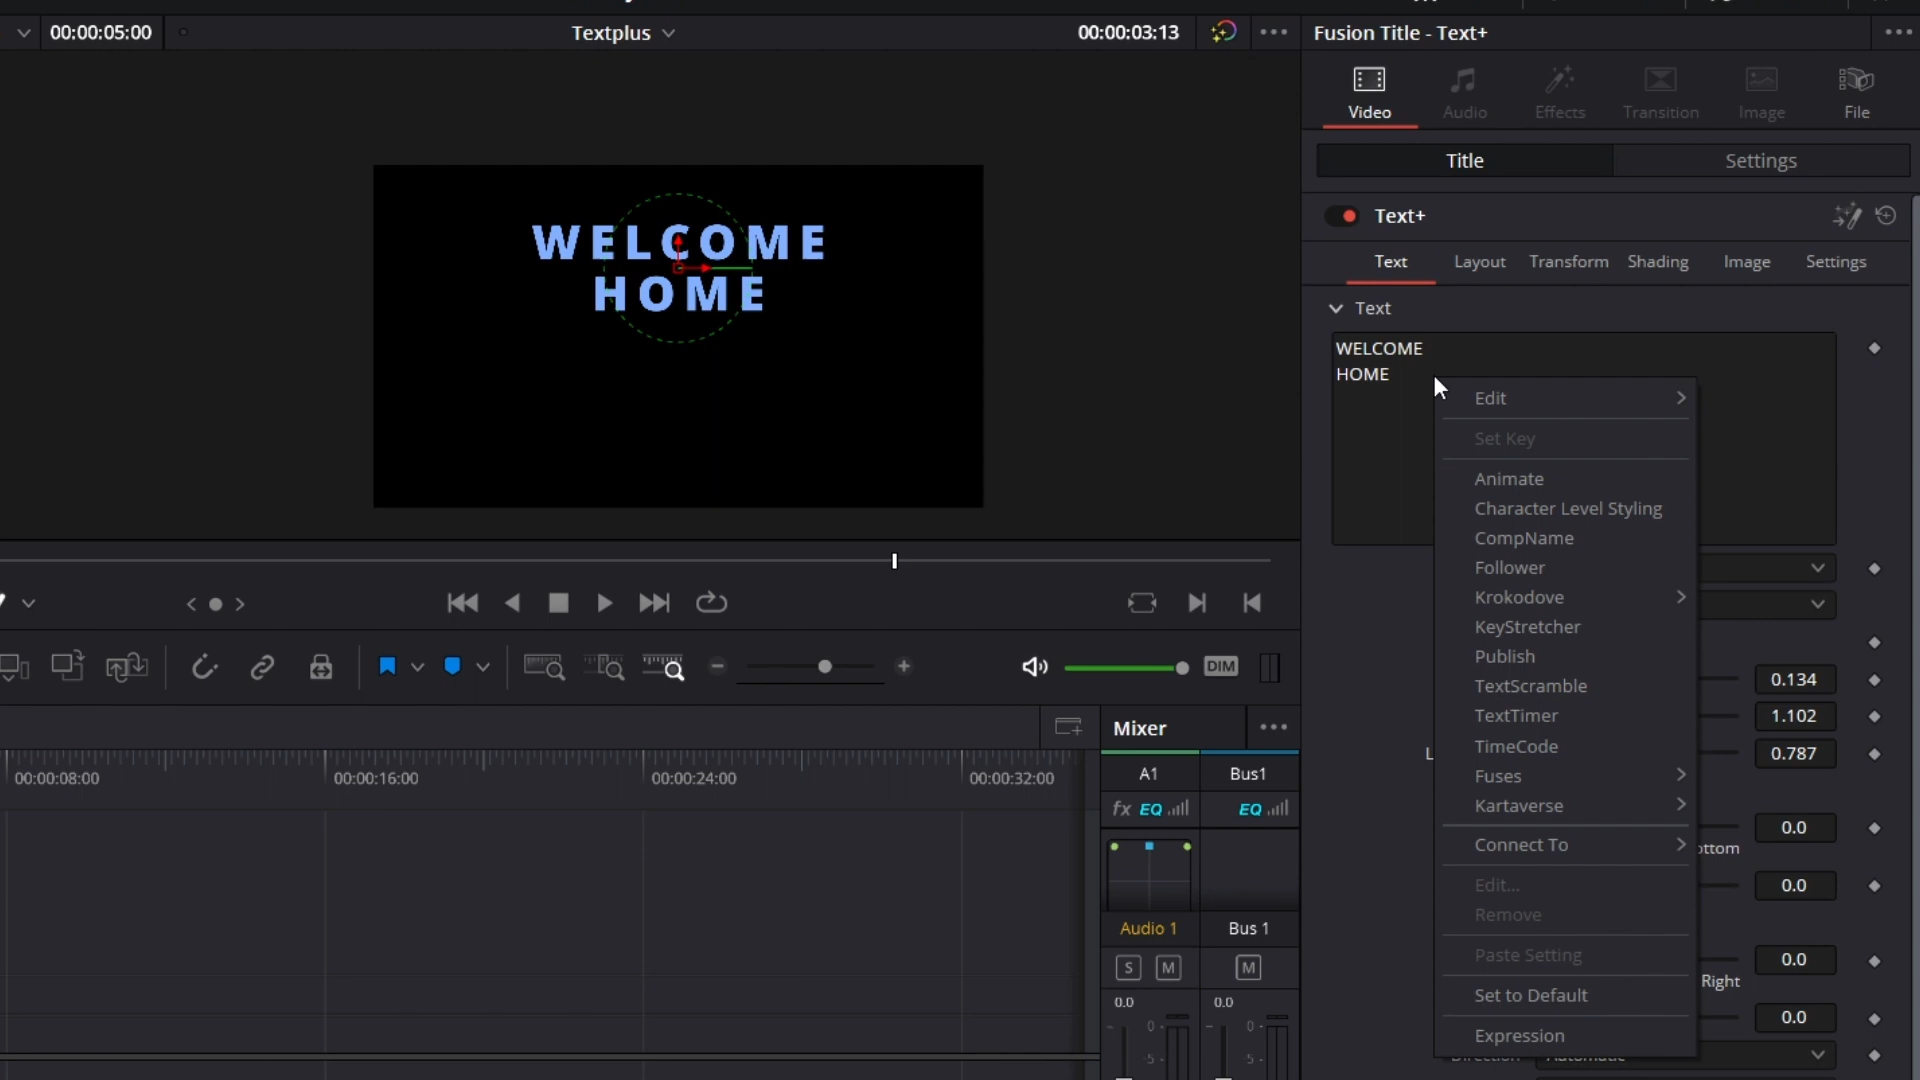 00:00:05:00
Textplus
00:00:03:13
Fusion Title - Text+
Video
Audio
Effects
Transition
Image
File
Title
Settings
Text+
Text
Layout
Transform
Shading
Image
Settings
Text
WELCOME
HOME
WELCOME
HOME
Edit
Set Key
Animate
Character Level Styling
CompName
Follower
Krokodove
KeyStretcher
Publish
TextScramble
TextTimer
TimeCode
Fuses
Kartaverse
Connect To
Edit...
Remove
Paste Setting
Set to Default
Expression
0.134
1.102
0.787
0.0
ottom
0.0
0.0
Right
0.0
DIM
Mixer
00:00:08:00
00:00:16:00
00:00:24:00
00:00:32:00
A1
Bus1
fx EQ
EQ
Audio 1
Bus 1
S
M
M
0.0
0.0
0
0
-5
-5